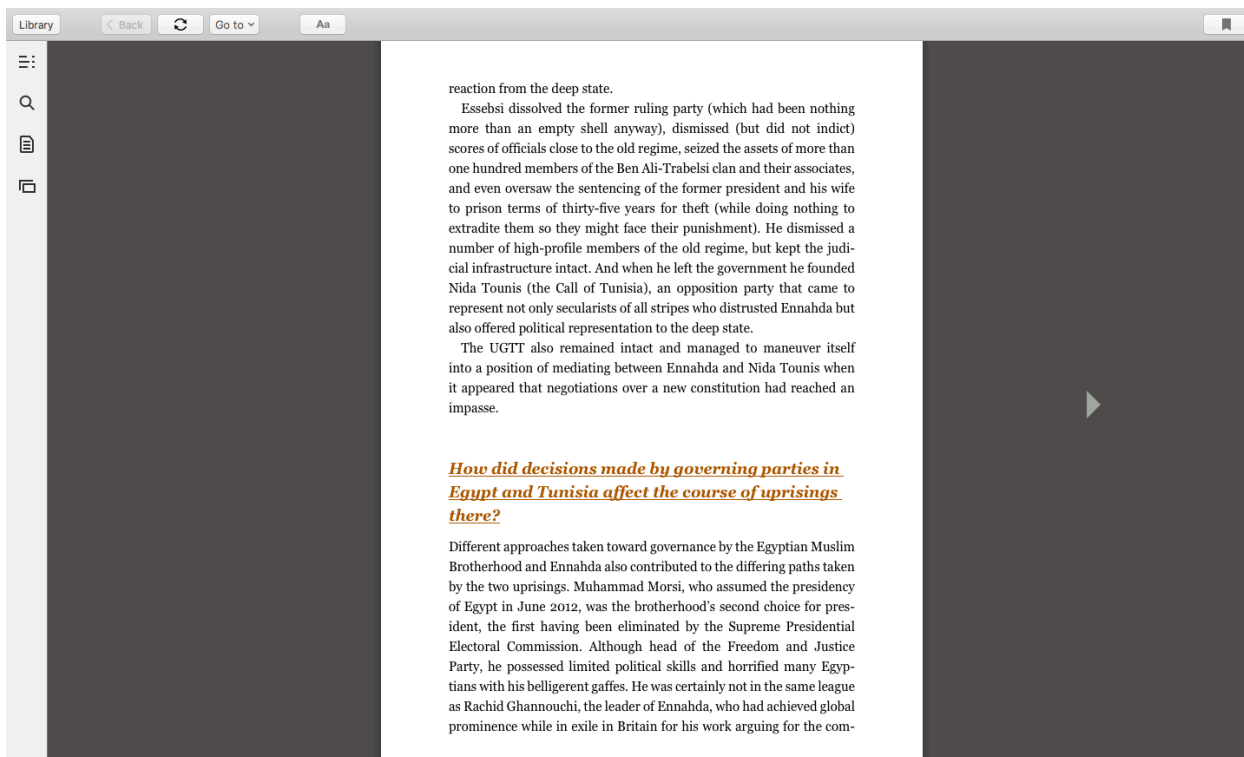 Library
Back
Go to
Aa
reaction from the deep state.
Essebsi dissolved the former ruling party (which had been nothing
more than an empty shell anyway), dismissed (but did not indict)
scores of officials close to the old regime, seized the assets of more than
one hundred members of the Ben Ali-Trabelsi clan and their associates,
and even oversaw the sentencing of the former president and his wife
to prison terms of thirty-five years for theft (while doing nothing to
extradite them so they might face their punishment). He dismissed a
number of high-profile members of the old regime, but kept the judi-
cial infrastructure intact. And when he left the government he founded
Nida Tounis (the Call of Tunisia), an opposition party that came to
represent not only secularists of all stripes who distrusted Ennahda but
also offered political representation to the deep state.
The UGTT also remained intact and managed to maneuver itself
into a position of mediating between Ennahda and Nida Tounis when
it appeared that negotiations over a new constitution had reached an
impasse.
How did decisions made by governing parties in
Egypt and Tunisia affect the course of uprisings
there?
Different approaches taken toward governance by the Egyptian Muslim
Brotherhood and Ennahda also contributed to the differing paths taken
by the two uprisings. Muhammad Morsi, who assumed the presidency
of Egypt in June 2012, was the brotherhood's second choice for pres-
ident, the first having been eliminated by the Supreme Presidential
Electoral Commission. Although head of the Freedom and Justice
Party, he possessed limited political skills and horrified many Egyp-
tians with his belligerent gaffes. He was certainly not in the same league
as Rachid Ghannouchi, the leader of Ennahda, who had achieved global
prominence while in exile in Britain for his work arguing for the com-